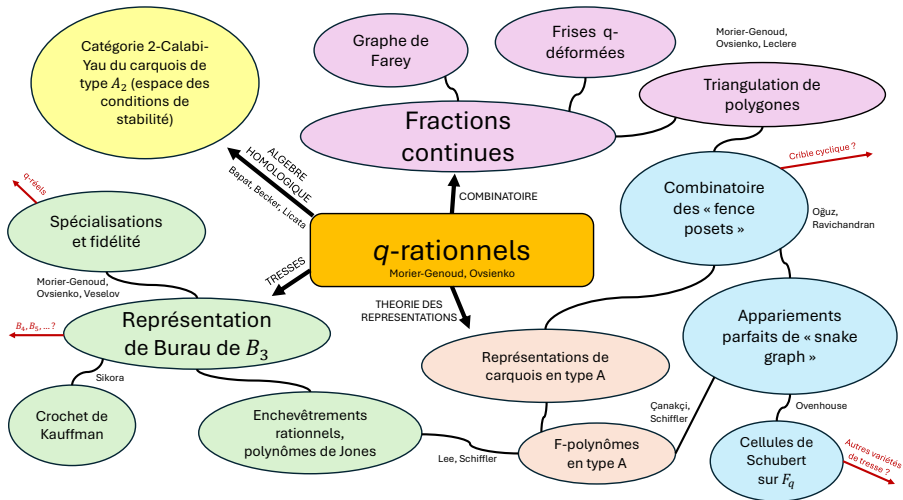 Catégorie 2-Calabi-
Yau du carquois de
type A₂ (espace des
conditions de
stabilité)
Graphe de
Farey
Frises q-
déformées
Morier-Genoud,
Ovsienko, Leclere
Triangulation de
polygones
Fractions
continues
ALGEBRE
HOMOLOGIQUE
Bapat, Becker, Licata
COMBINATOIRE
Crible cyclique ?
Combinatoire
des « fence
posets »
Oğuz,
Ravichandran
q-réels
Spécialisations
et fidélité
Morier-Genoud,
Ovsienko, Veselov
q-rationnels
Morier-Genoud, Ovsienko
TRESSES
THEORIE DES
REPRESENTATIONS
B₄, B₅, …?
Représentation
de Burau de B₃
Sikora
Crochet de
Kauffman
Enchevêtrements
rationnels,
polynômes de Jones
Lee, Schiffler
Représentations de
carquois en type A
F-polynômes
en type A
Çanakçi,
Schiffler
Appariements
parfaits de « snake
graph »
Ovenhouse
Cellules de
Schubert
sur F_q
Autres variétés
de tresse ?